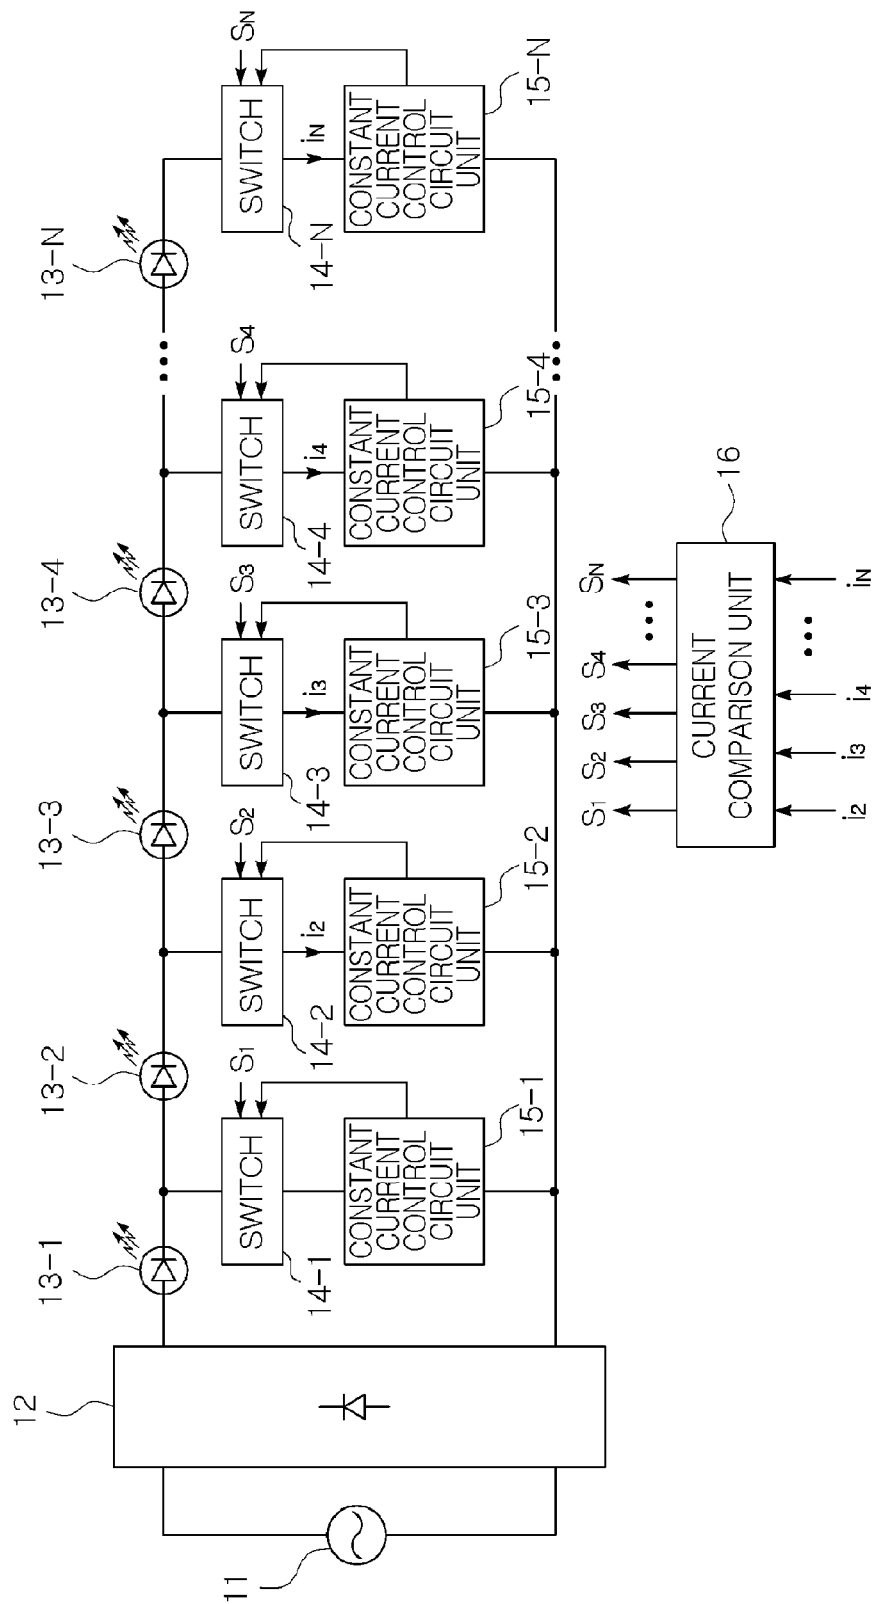 13-1
13-2
13-3
13-4
13-N
12
11
SWITCH
S1
14-1
SWITCH
S2
14-2
SWITCH
S3
14-3
SWITCH
S4
14-4
SWITCH
SN
14-N
i2
i3
i4
iN
CONSTANT
CURRENT
CONTROL
CIRCUIT
UNIT
15-1
CONSTANT
CURRENT
CONTROL
CIRCUIT
UNIT
15-2
CONSTANT
CURRENT
CONTROL
CIRCUIT
UNIT
15-3
CONSTANT
CURRENT
CONTROL
CIRCUIT
UNIT
15-4
CONSTANT
CURRENT
CONTROL
CIRCUIT
UNIT
15-N
S1 S2 S3 S4 ••• SN
16
CURRENT
COMPARISON UNIT
i2 i3 i4 ••• iN